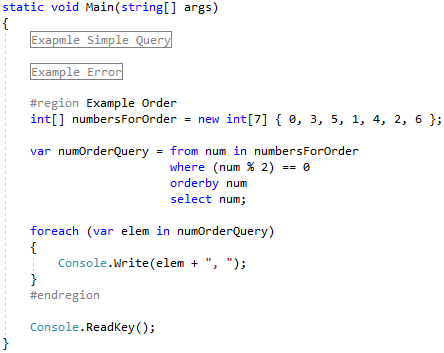 static void Main(string[] args)
{
Exapmle Simple Query
Example Error
#region Example Order
int[] numbersForOrder = new int[7] { 0, 3, 5, 1, 4, 2, 6 };
var numOrderQuery = from num in numbersForOrder
where (num % 2) == 0
orderby num
select num;
foreach (var elem in numOrderQuery)
{
Console.Write(elem + ", ");
}
#endregion
Console.ReadKey();
}